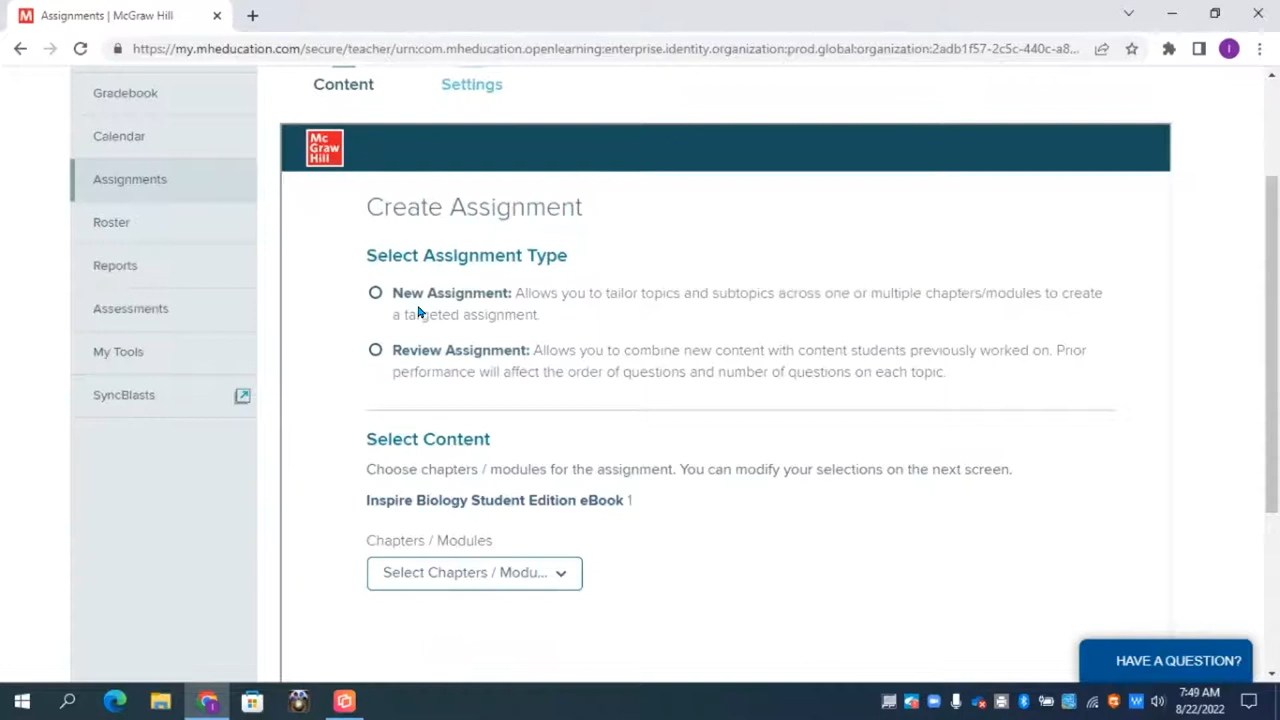 Assignments | McGraw Hill
https://my.mheducation.com/secure/teacher/urn:com.mheducation.openlearning:enterprise.identity.organization:prod.global:organization:2adb1f57-2c5c-440c-a8...
I
Content
Settings
Gradebook
Calendar
Assignments
Roster
Reports
Assessments
My Tools
SyncBlasts
Mc
Graw
Hill
Create Assignment
Select Assignment Type
New Assignment: Allows you to tailor topics and subtopics across one or multiple chapters/modules to create
a targeted assignment.
Review Assignment: Allows you to combine new content with content students previously worked on. Prior
performance will affect the order of questions and number of questions on each topic.
Select Content
Choose chapters / modules for the assignment. You can modify your selections on the next screen.
Inspire Biology Student Edition eBook 1
Chapters / Modules
Select Chapters / Modu...
HAVE A QUESTION?
7:49 AM
8/22/2022